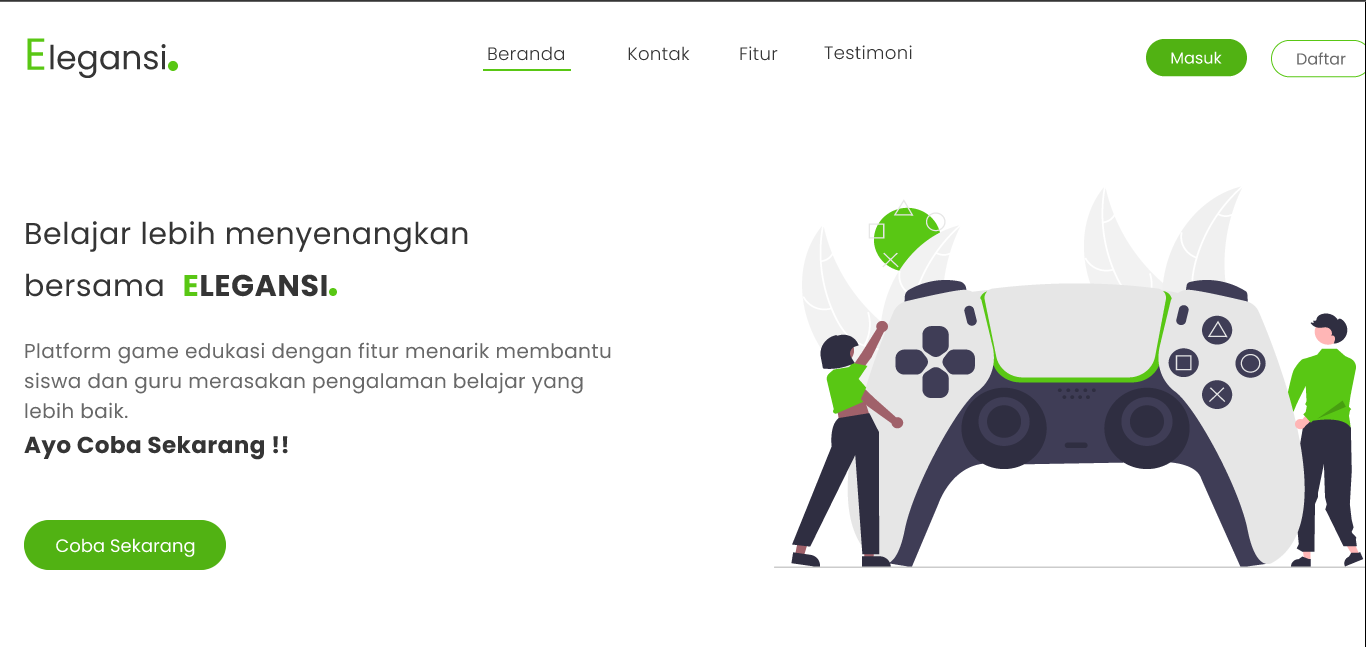 Elegansi.
Beranda Kontak Fitur Testimoni
Masuk Daftar
Belajar lebih menyenangkan
bersama ELEGANSI.
Platform game edukasi dengan fitur menarik membantu
siswa dan guru merasakan pengalaman belajar yang
lebih baik.
Ayo Coba Sekarang !!
Coba Sekarang